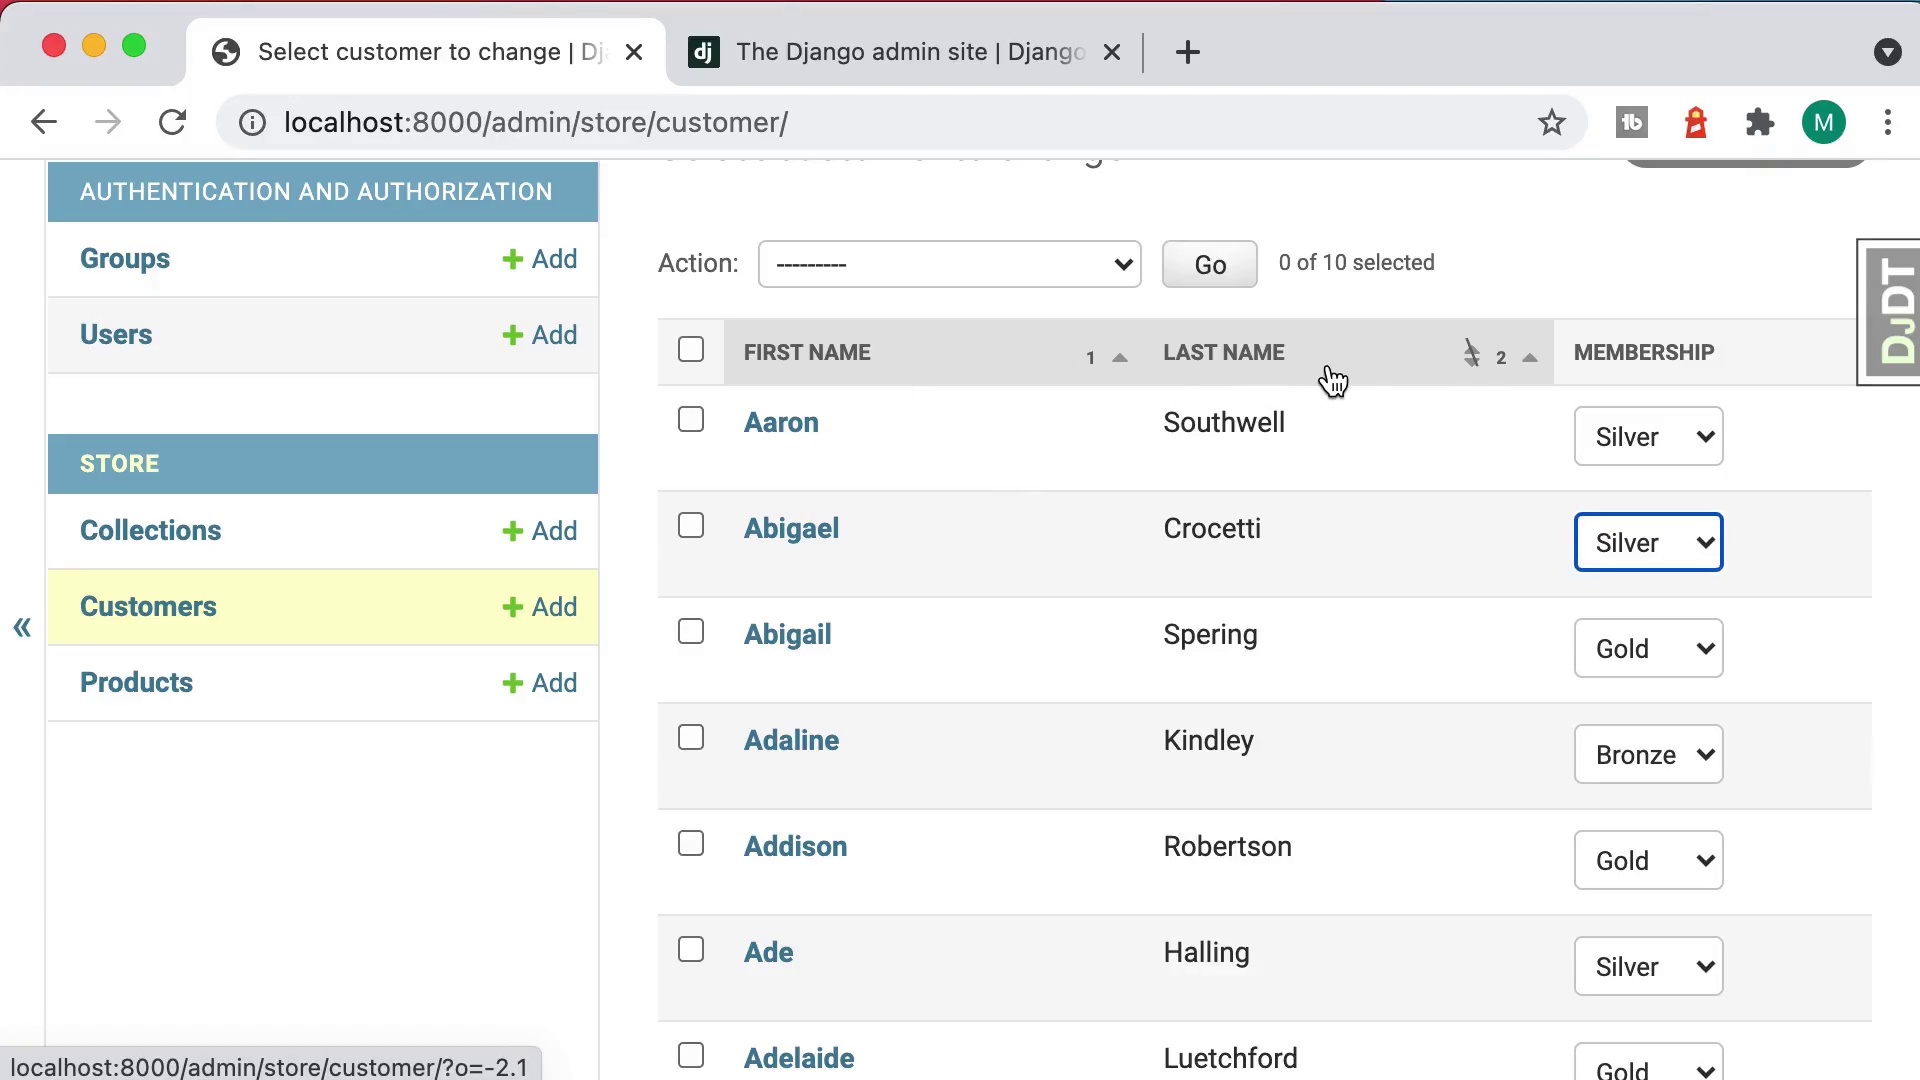 Select customer to change | Dj
The Django admin site | Django
localhost:8000/admin/store/customer/
M
AUTHENTICATION AND AUTHORIZATION
Groups + Add
Users + Add
STORE
Collections + Add
Customers + Add
Products + Add
«
Action: --------- Go 0 of 10 selected
FIRST NAME 1 LAST NAME 2 MEMBERSHIP
Aaron Southwell Silver
Abigael Crocetti Silver
Abigail Spering Gold
Adaline Kindley Bronze
Addison Robertson Gold
Ade Halling Silver
Adelaide Luetchford Gold
DJDT
localhost:8000/admin/store/customer/?o=-2.1